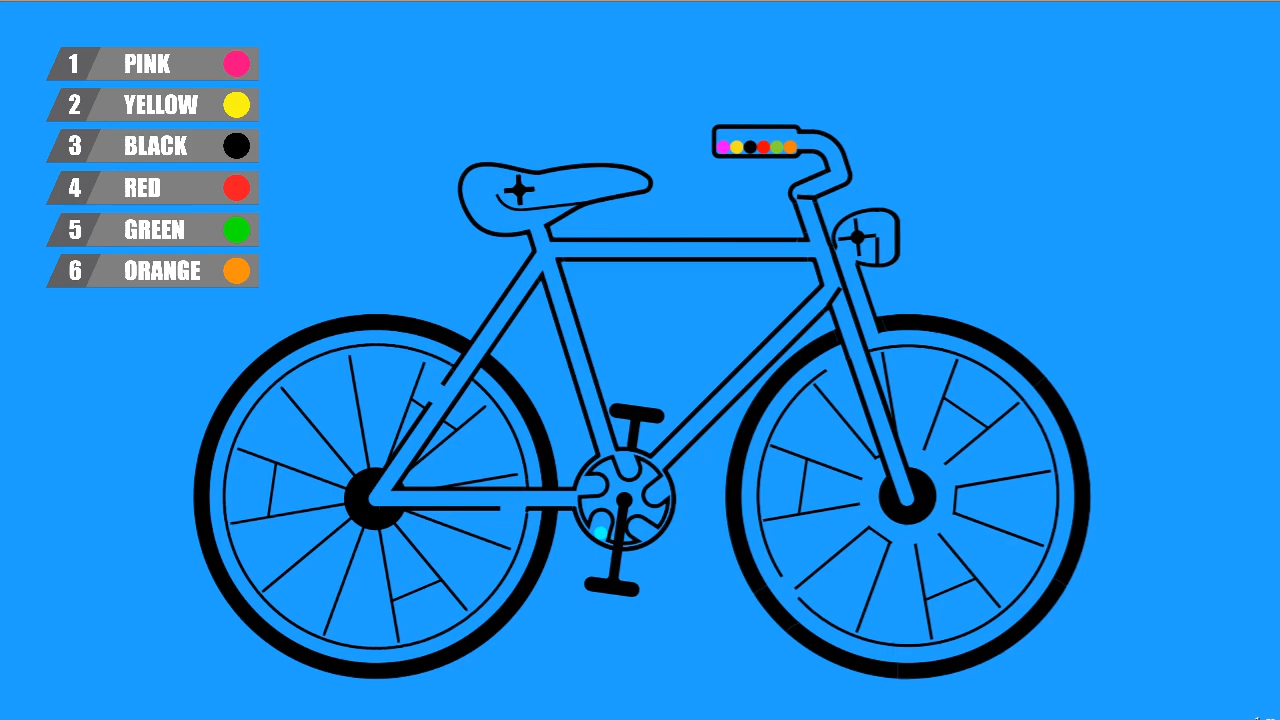 1 PINK
2 YELLOW
3 BLACK
4 RED
5 GREEN
6 ORANGE